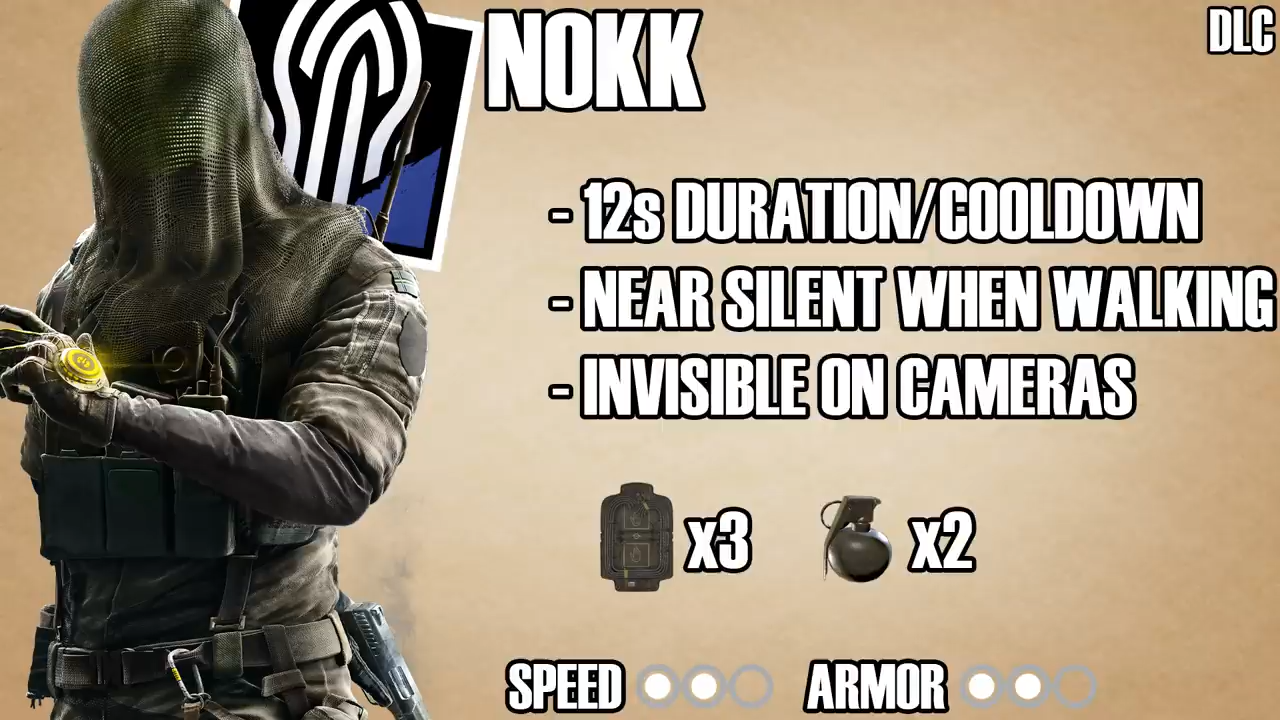 NOKK
DLC
- 12s DURATION/COOLDOWN
- NEAR SILENT WHEN WALKING
- INVISIBLE ON CAMERAS
x3 x2
SPEED ARMOR